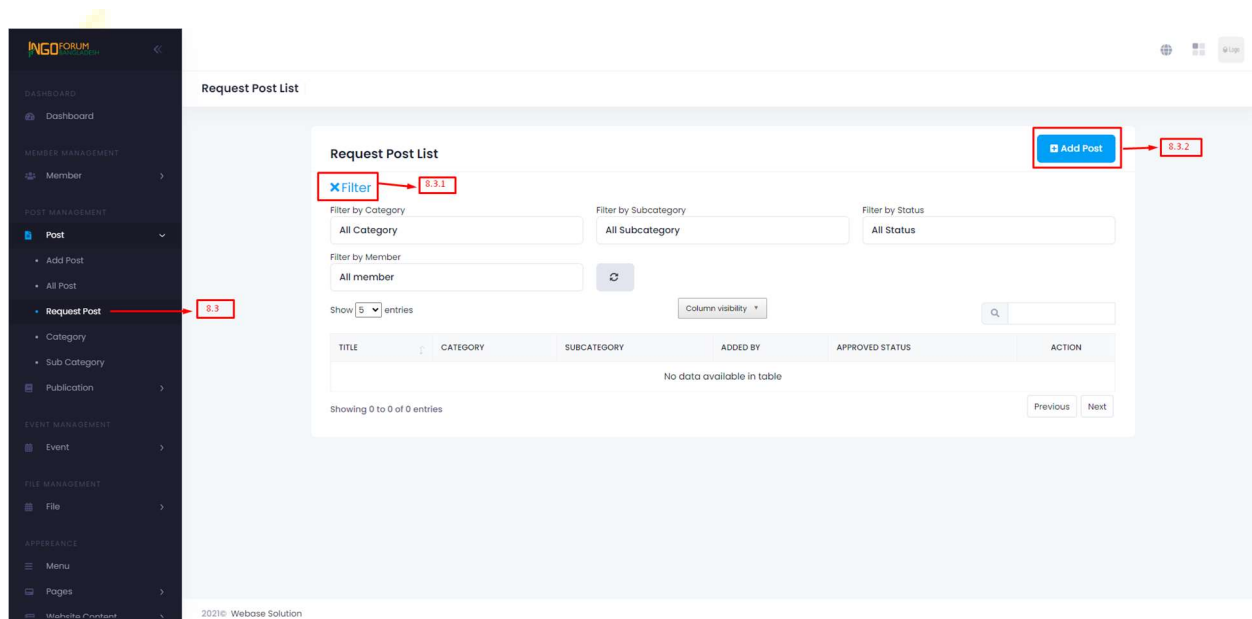 INGO FORUM
BANGLADESH
Logo
DASHBOARD
Dashboard
MEMBER MANAGEMENT
Member
POST MANAGEMENT
Post
Add Post
All Post
Request Post
8.3
Category
Sub Category
Publication
EVENT MANAGEMENT
Event
FILE MANAGEMENT
File
APPEREANCE
Menu
Pages
Website Content
Request Post List
Request Post List
Add Post
8.3.2
Filter
8.3.1
Filter by Category
Filter by Subcategory
Filter by Status
All Category
All Subcategory
All Status
Filter by Member
All member
Show 5 entries
Column visibility
TITLE CATEGORY SUBCATEGORY ADDED BY APPROVED STATUS ACTION
No data available in table
Showing 0 to 0 of 0 entries
Previous Next
2021© Webase Solution